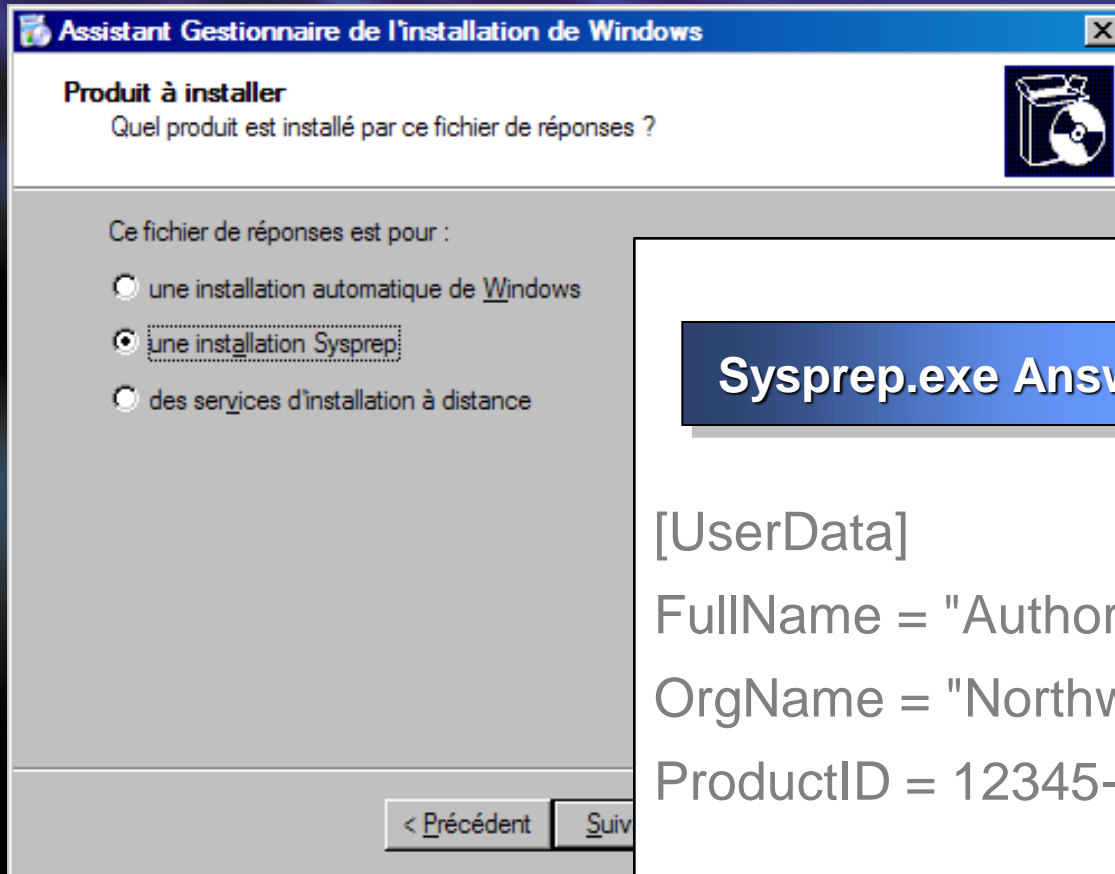 Assistant Gestionnaire de l'installation de Windows
Produit à installer
Quel produit est installé par ce fichier de réponses ?
Ce fichier de réponses est pour :
une installation automatique de Windows
une installation Sysprep
des services d'installation à distance
< Précédent
Suiv
Sysprep.exe Answ
[UserData]
FullName = "Author
OrgName = "Northw
ProductID = 12345-